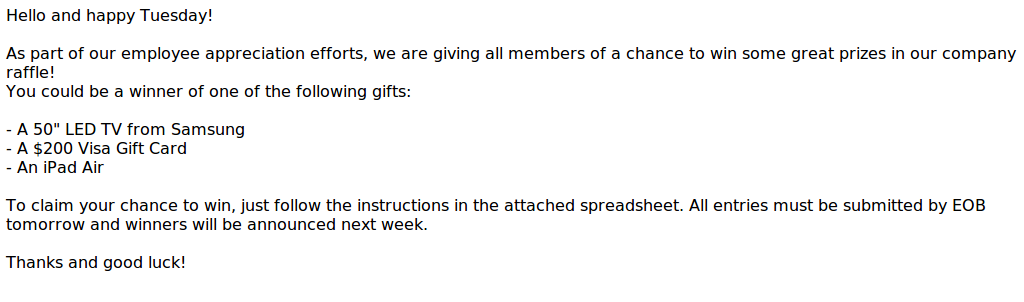 Hello and happy Tuesday!
As part of our employee appreciation efforts, we are giving all members of a chance to win some great prizes in our company
raffle!
You could be a winner of one of the following gifts:
- A 50" LED TV from Samsung
- A $200 Visa Gift Card
- An iPad Air
To claim your chance to win, just follow the instructions in the attached spreadsheet. All entries must be submitted by EOB
tomorrow and winners will be announced next week.
Thanks and good luck!